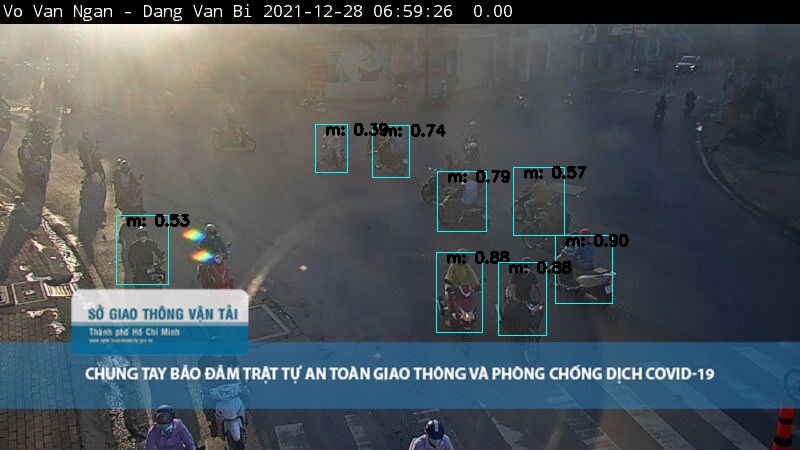 Vo Van Ngan - Dang Van Bi 2021-12-28 06:59:26 0.00
m: 0.39
m: 0.74
m: 0.79
m: 0.57
m: 0.53
m: 0.90
m: 0.88
m: 0.88
SỞ GIAO THÔNG VẬN TẢI
Thành phố Hồ Chí Minh
CHUNG TAY BẢO ĐẢM TRẬT TỰ AN TOÀN GIAO THÔNG VÀ PHÒNG CHỐNG DỊCH COVID-19